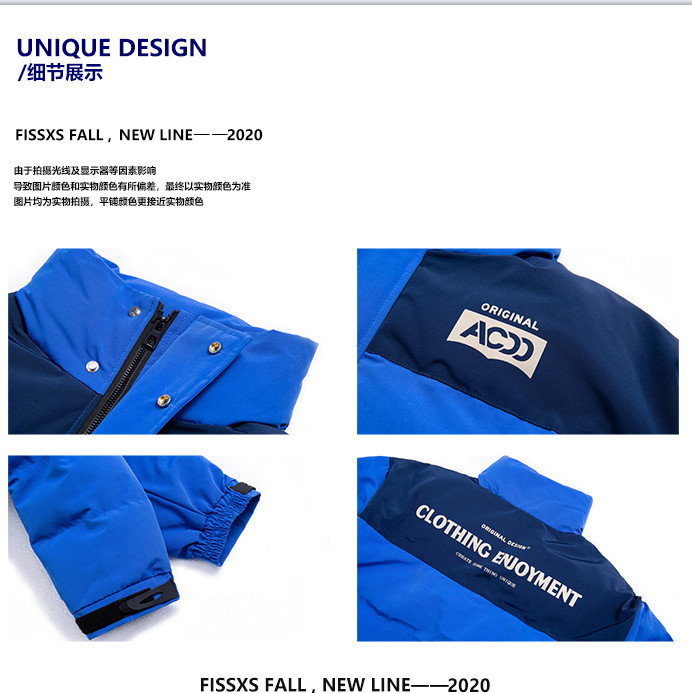 UNIQUE DESIGN
/细节展示
FISSXS FALL , NEW LINE——2020
由于拍摄光线及显示器等因素影响
导致图片颜色和实物颜色有所偏差，最终以实物颜色为准
图片均为实物拍摄，平铺颜色更接近实物颜色
ORIGINAL
ACDD
ORIGINAL DESIGN®
CLOTHING ENJOYMENT
CREATE SOME THING UNIQUE
FISSXS FALL , NEW LINE——2020